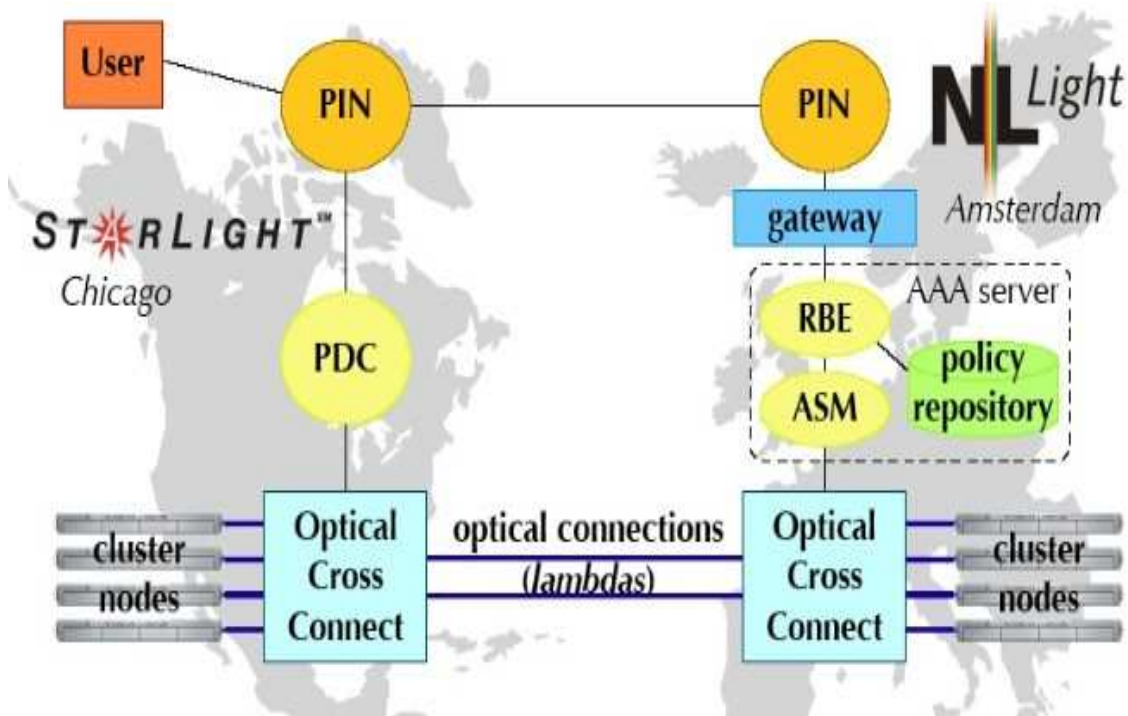 User
PIN
PIN
NL Light
Amsterdam
STARLIGHT℠
Chicago
gateway
AAA server
RBE
PDC
policy
repository
ASM
cluster
nodes
Optical
Cross
Connect
optical connections
(lambdas)
Optical
Cross
Connect
cluster
nodes